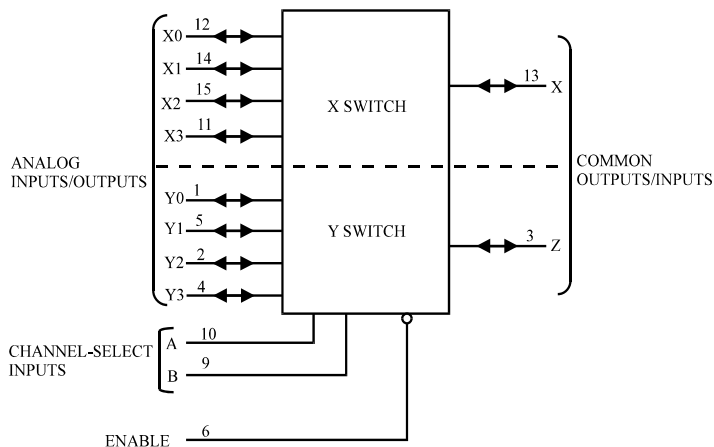 X0 12
X1 14
X2 15
X3 11
X SWITCH
13 X
ANALOG
INPUTS/OUTPUTS
COMMON
OUTPUTS/INPUTS
Y0 1
Y1 5
Y2 2
Y3 4
Y SWITCH
3 Z
CHANNEL-SELECT
INPUTS
A 10
B 9
ENABLE 6